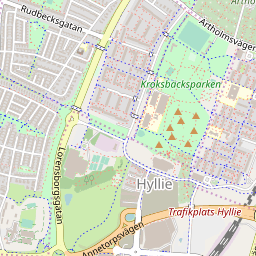 Rudbecksgatan
Artholmsvägen
Kroksbäcksparken
Lorensborgsgatan
Hyllie
Trafikplats Hyllie
Annetorpsvägen